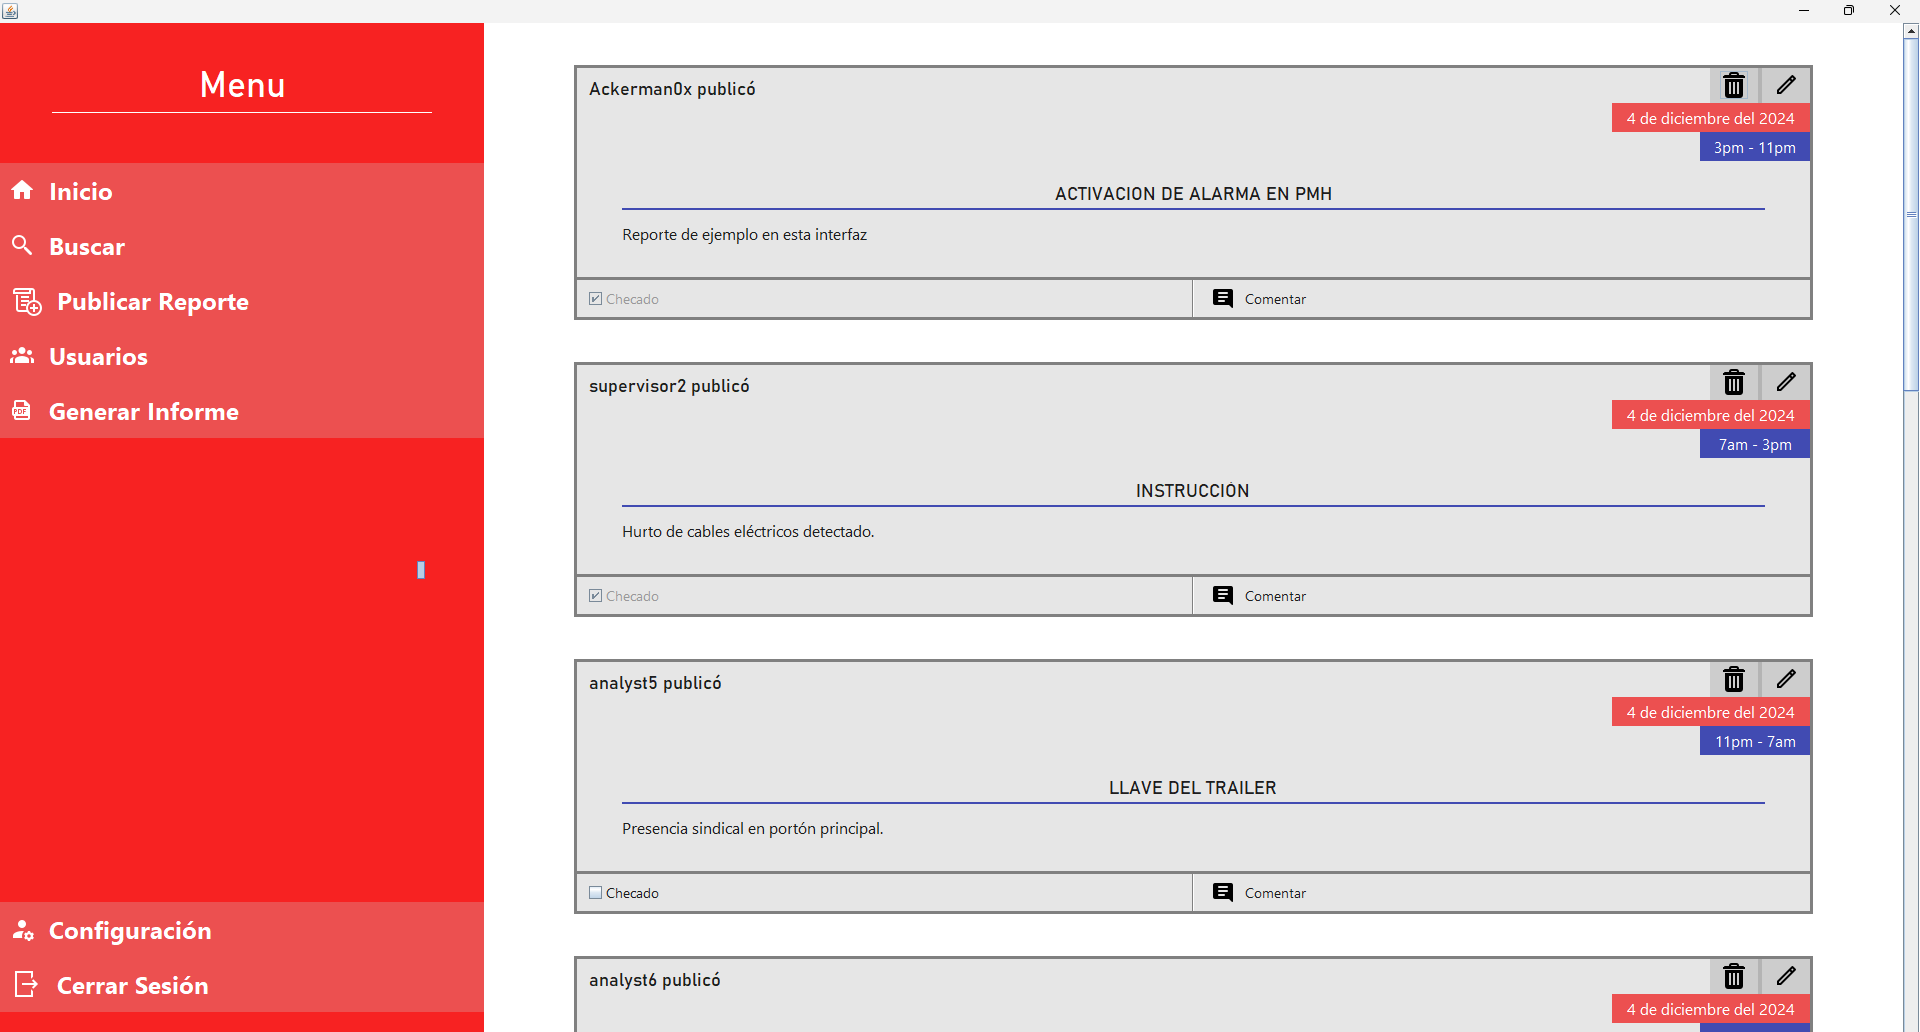 Menu
Inicio
Buscar
Publicar Reporte
Usuarios
PDF
Generar Informe
Configuración
Cerrar Sesión
Ackerman0x publicó
4 de diciembre del 2024
3pm - 11pm
ACTIVACION DE ALARMA EN PMH
Reporte de ejemplo en esta interfaz
Checado
Comentar
supervisor2 publicó
4 de diciembre del 2024
7am - 3pm
INSTRUCCIÓN
Hurto de cables eléctricos detectado.
Checado
Comentar
analyst5 publicó
4 de diciembre del 2024
11pm - 7am
LLAVE DEL TRAILER
Presencia sindical en portón principal.
Checado
Comentar
analyst6 publicó
4 de diciembre del 2024